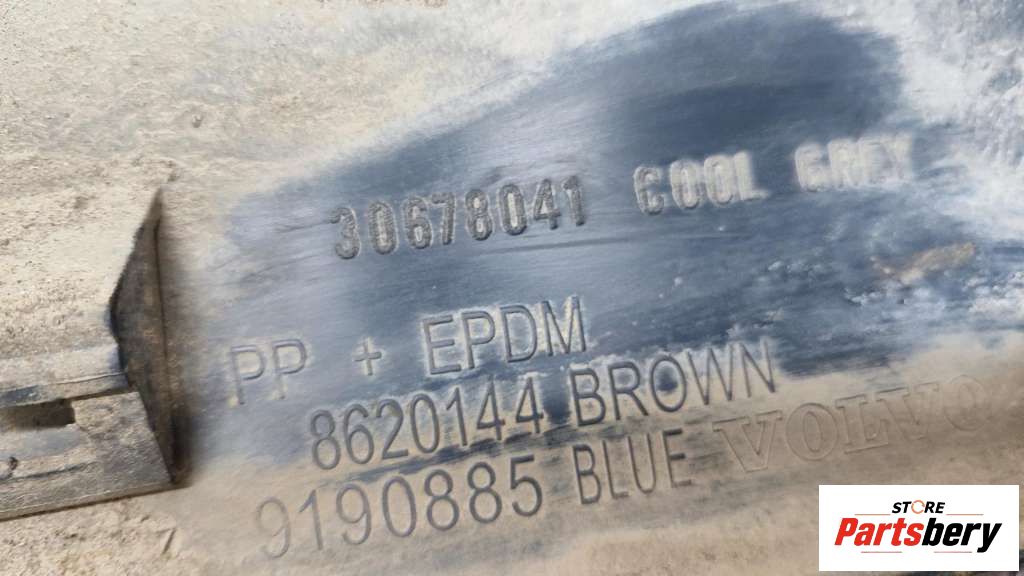 30678041 COOL GREY
PP + EPDM
8620144 BROWN
9190885 BLUE VOLVO
STORE
Partsbery